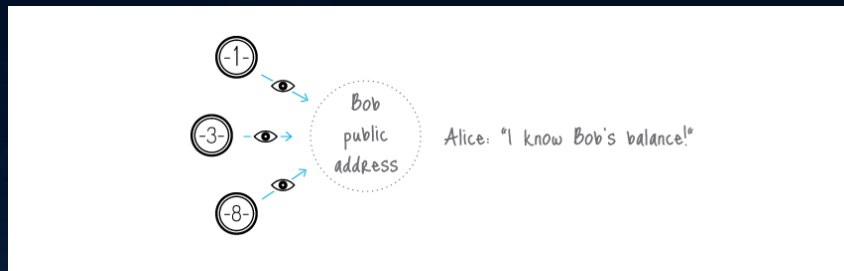 -1-
-3-
-8-
Bob
public
address
Alice: "I know Bob's balance!"